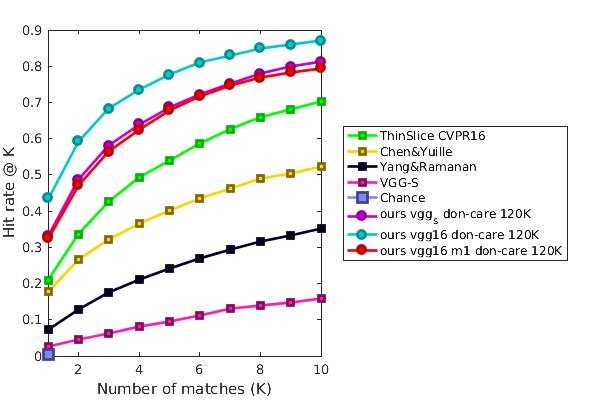 0.9
0.8
0.7
0.6
0.5
0.4
0.3
0.2
0.1
0
Hit rate @ K
2 4 6 8 10
Number of matches (K)
ThinSlice CVPR16
Chen&Yuille
Yang&Ramanan
VGG-S
Chance
ours vggₛ don-care 120K
ours vgg16 don-care 120K
ours vgg16 m1 don-care 120K